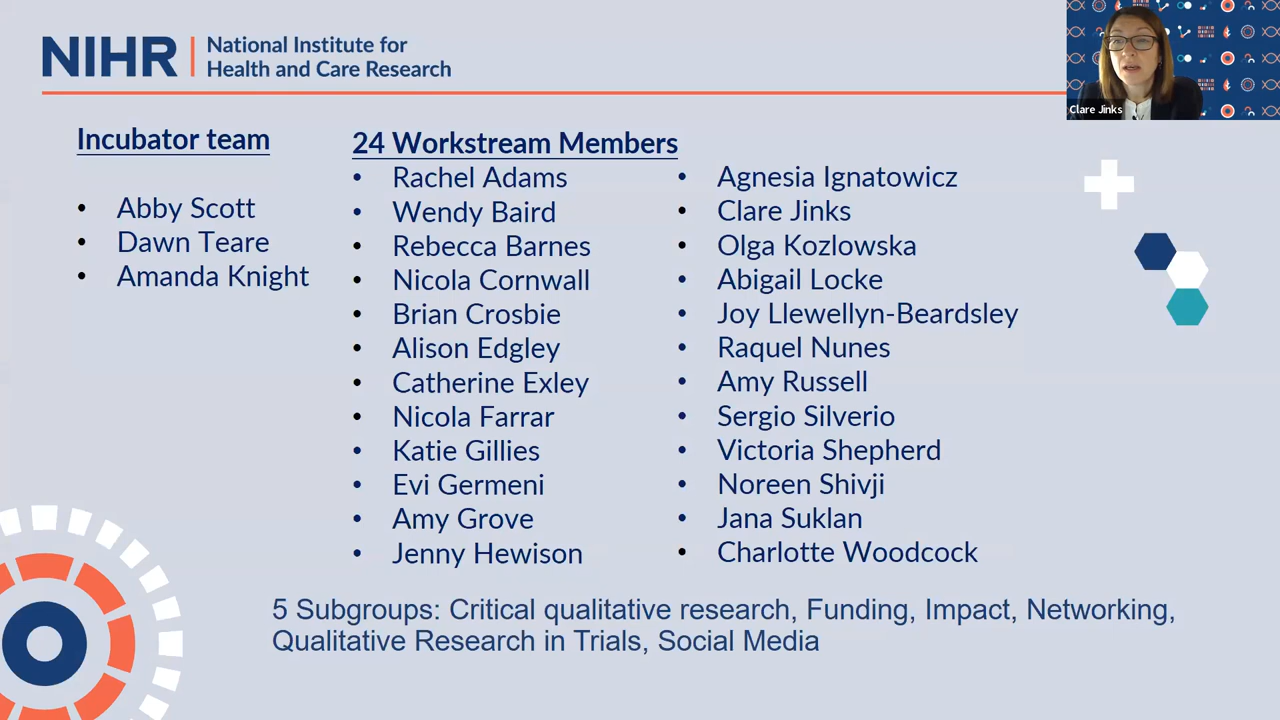 NIHR | National Institute for
Health and Care Research
Clare Jinks
Incubator team
• Abby Scott
• Dawn Teare
• Amanda Knight
24 Workstream Members
• Rachel Adams
• Wendy Baird
• Rebecca Barnes
• Nicola Cornwall
• Brian Crosbie
• Alison Edgley
• Catherine Exley
• Nicola Farrar
• Katie Gillies
• Evi Germeni
• Amy Grove
• Jenny Hewison
• Agnesia Ignatowicz
• Clare Jinks
• Olga Kozlowska
• Abigail Locke
• Joy Llewellyn-Beardsley
• Raquel Nunes
• Amy Russell
• Sergio Silverio
• Victoria Shepherd
• Noreen Shivji
• Jana Suklan
• Charlotte Woodcock
5 Subgroups: Critical qualitative research, Funding, Impact, Networking,
Qualitative Research in Trials, Social Media